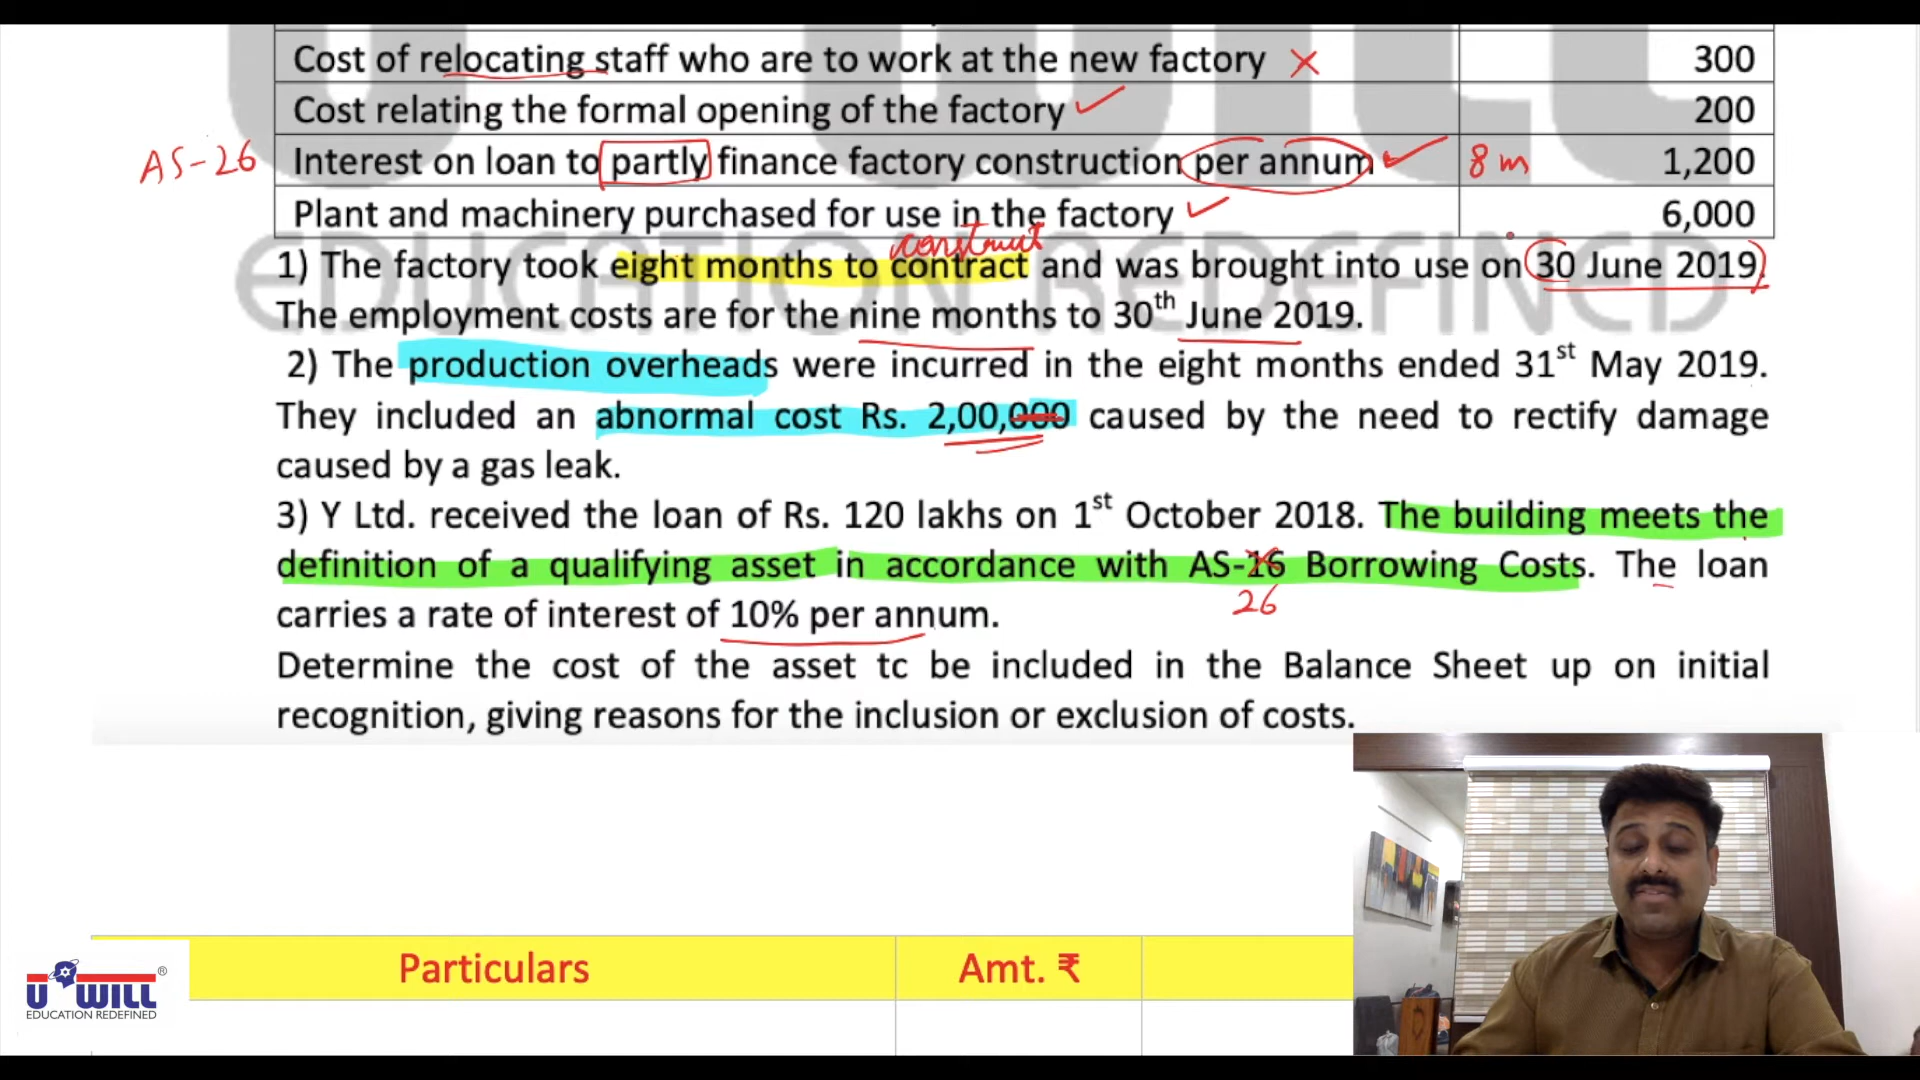 Cost of relocating staff who are to work at the new factory ✗ 300
Cost relating the formal opening of the factory ✓ 200
AS-26 Interest on loan to partly finance factory construction per annum ✓ 8 m 1,200
Plant and machinery purchased for use in the factory ✓ 6,000
EDUCATION REDEFINED
construct
1) The factory took eight months to contract and was brought into use on 30 June 2019.
The employment costs are for the nine months to 30th June 2019.
2) The production overheads were incurred in the eight months ended 31st May 2019.
They included an abnormal cost Rs. 2,00,000 caused by the need to rectify damage
caused by a gas leak.
3) Y Ltd. received the loan of Rs. 120 lakhs on 1st October 2018. The building meets the
definition of a qualifying asset in accordance with AS-16 Borrowing Costs. The loan
26
carries a rate of interest of 10% per annum.
Determine the cost of the asset tc be included in the Balance Sheet up on initial
recognition, giving reasons for the inclusion or exclusion of costs.
Particulars Amt. ₹
U WILL ®
EDUCATION REDEFINED